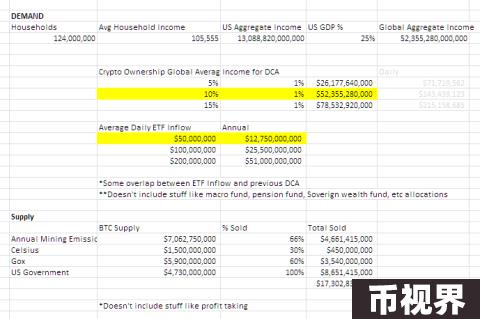 DEMAND
Households Avg Household Income US Aggregate Income US GDP % Global Aggregate Income
124,000,000 105,555 13,088,820,000,000 25% 52,355,280,000,000
Crypto Ownership Global Averag Income for DCA Daily
5% 1% $26,177,640,000 $71,719,562
10% 1% $52,355,280,000 $143,439,123
15% 1% $78,532,920,000 $215,158,685
Average Daily ETF Inflow Annual
$50,000,000 $12,750,000,000
$100,000,000 $25,500,000,000
$200,000,000 $51,000,000,000
*Some overlap between ETF Inflow and previous DCA
**Doesn't include stuff like macro fund, pension fund, Soverign wealth fund, etc allocations
Supply
BTC Supply % Sold Total Sold
Annual Mining Emissic $7,062,750,000 66% $4,661,415,000
Celsius $1,500,000,000 30% $450,000,000
Gox $5,900,000,000 60% $3,540,000,000
US Government $4,730,000,000 100% $8,651,415,000
$17,302,83
*Doesn't include stuff like profit taking
币视界